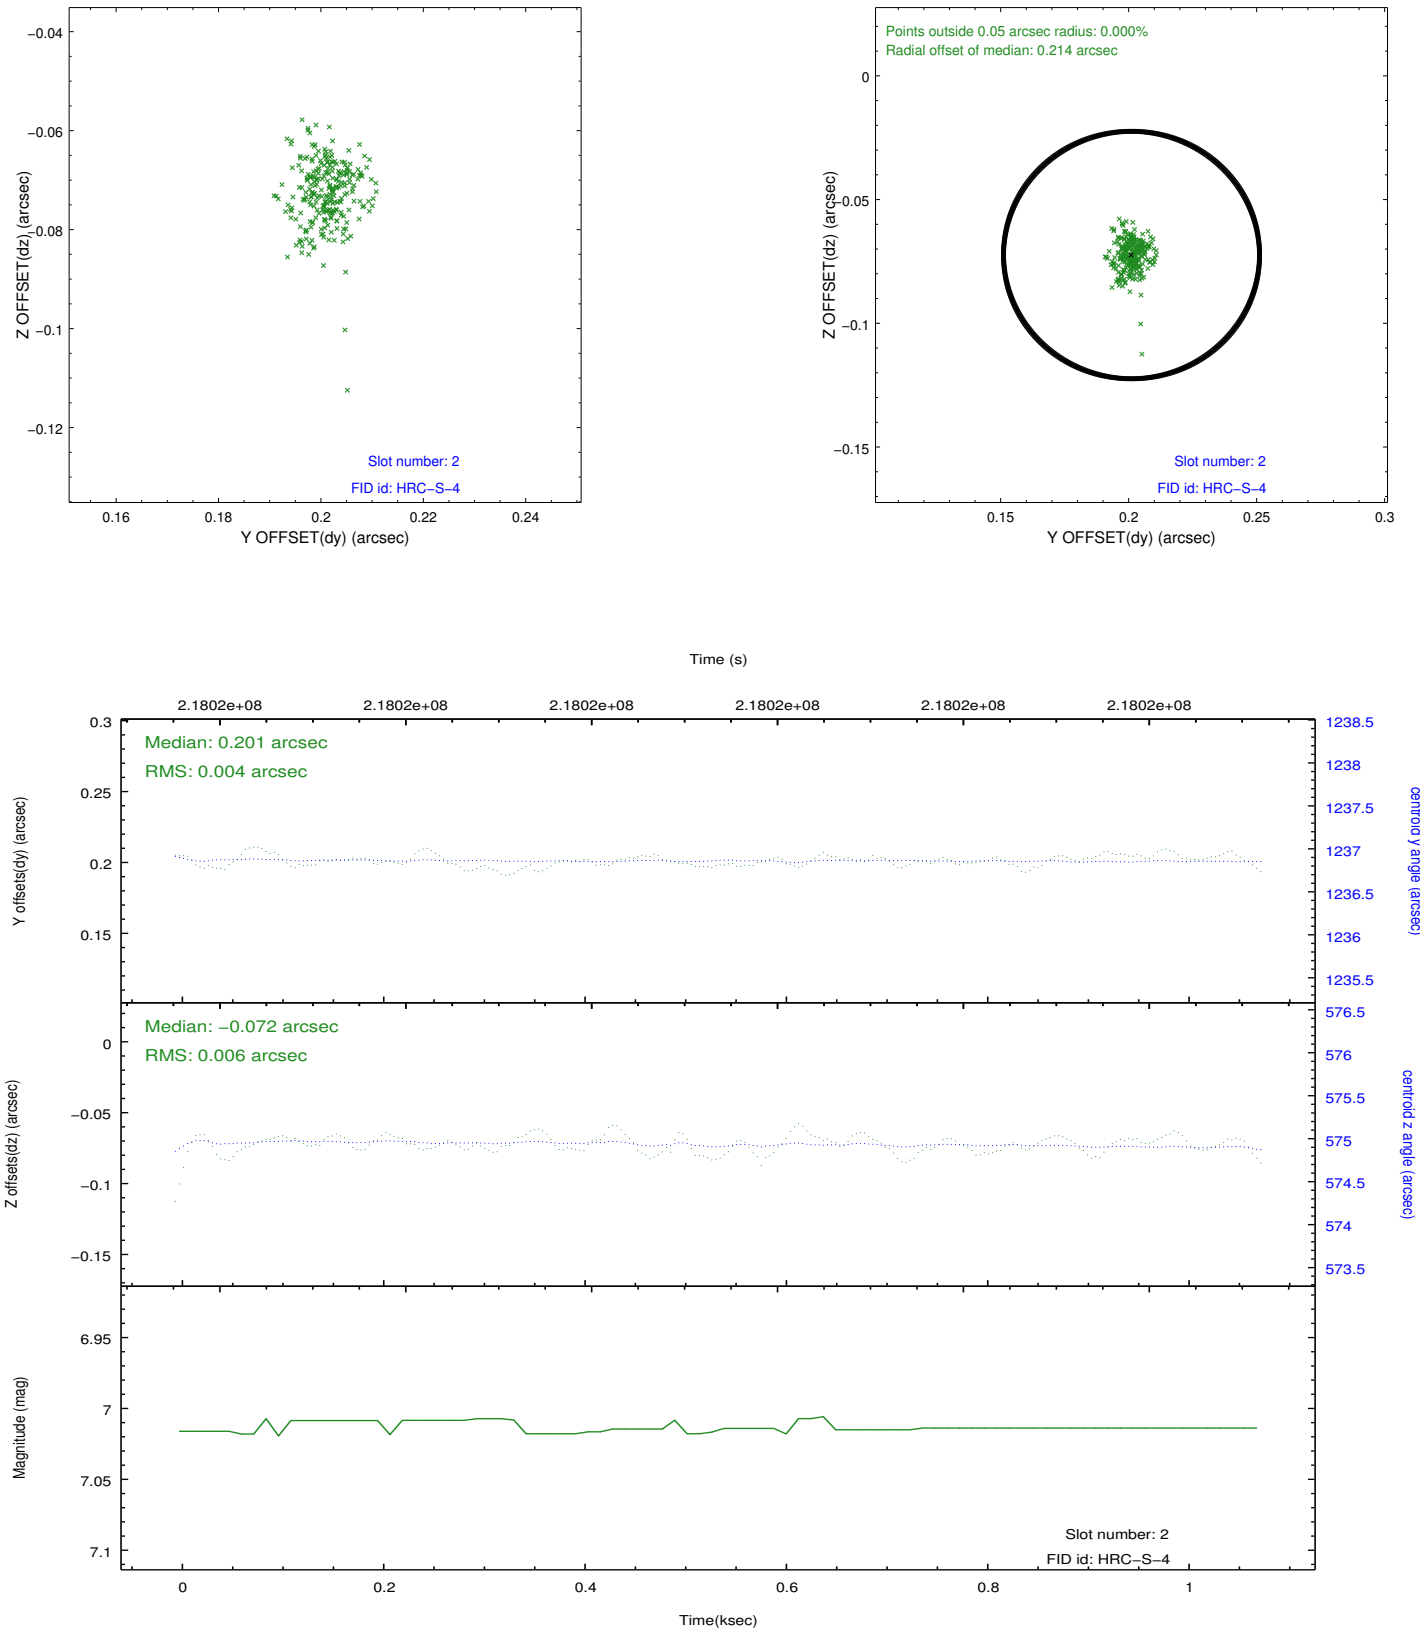 −0.04
−0.06
−0.08
−0.1
−0.12
Z OFFSET(dz) (arcsec)
Slot number: 2
FID id: HRC−S−4
0.16 0.18 0.2 0.22 0.24
Y OFFSET(dy) (arcsec)
Points outside 0.05 arcsec radius: 0.000%
Radial offset of median: 0.214 arcsec
0
−0.05
−0.1
−0.15
Z OFFSET(dz) (arcsec)
Slot number: 2
FID id: HRC−S−4
0.15 0.2 0.25 0.3
Y OFFSET(dy) (arcsec)
Time (s)
2.1802e+08 2.1802e+08 2.1802e+08 2.1802e+08 2.1802e+08 2.1802e+08
Median: 0.201 arcsec
RMS: 0.004 arcsec
0.3
0.25
0.2
0.15
Y offsets(dy) (arcsec)
1238.5
1238
1237.5
1237
1236.5
1236
1235.5
centroid y angle (arcsec)
Median: −0.072 arcsec
RMS: 0.006 arcsec
0
−0.05
−0.1
−0.15
Z offsets(dz) (arcsec)
576.5
576
575.5
575
574.5
574
573.5
centroid z angle (arcsec)
6.95
7
7.05
7.1
Magnitude (mag)
Slot number: 2
FID id: HRC−S−4
0 0.2 0.4 0.6 0.8 1
Time(ksec)